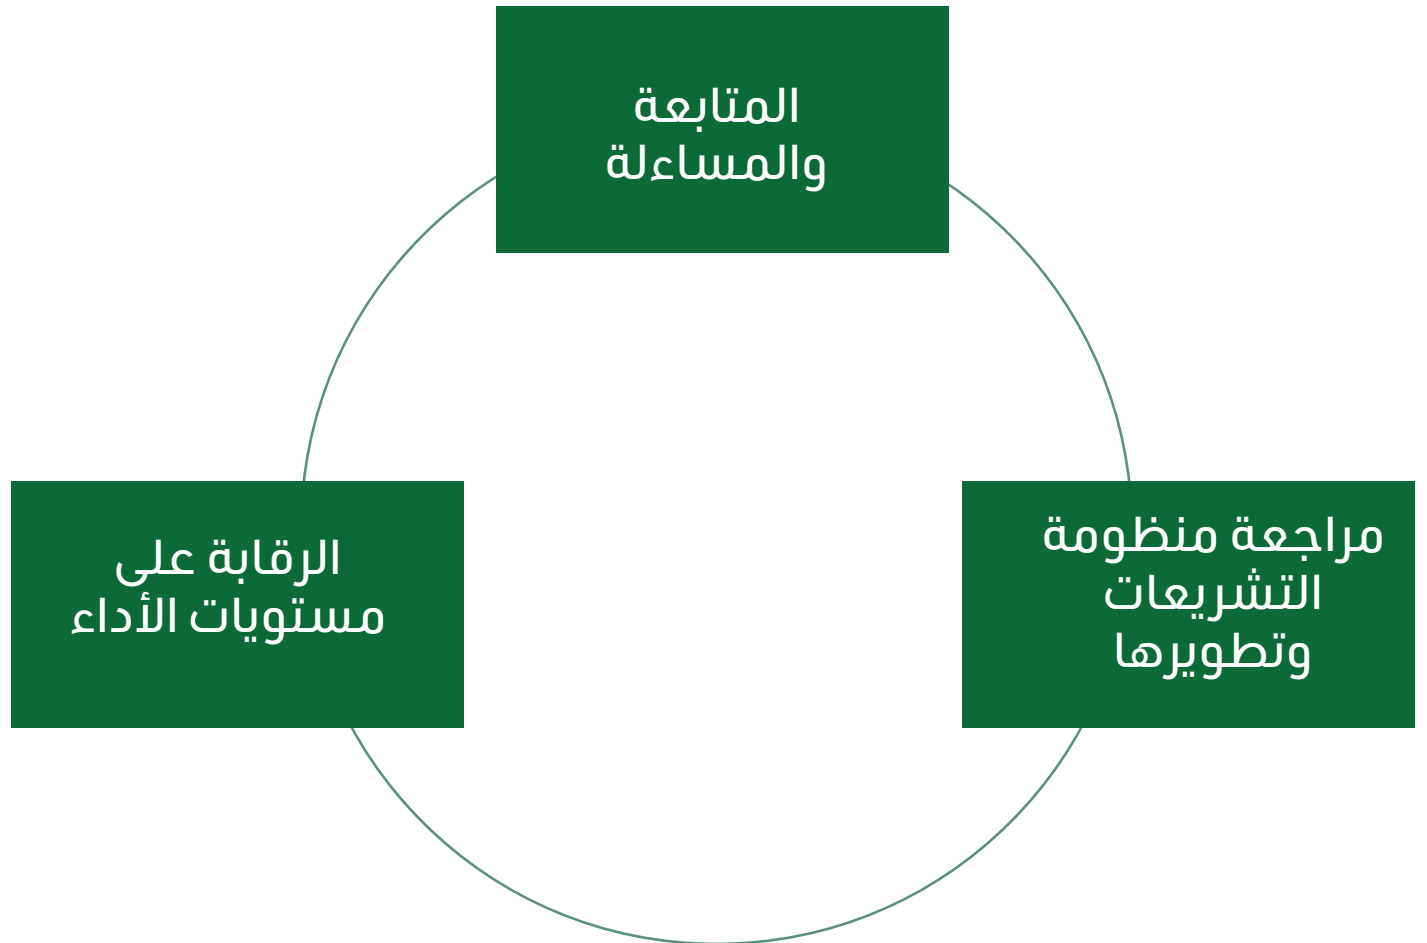 المتابعة
والمساءلة
مراجعة منظومة
التشريعات
وتطويرها
الرقابة على
مستويات الأداء